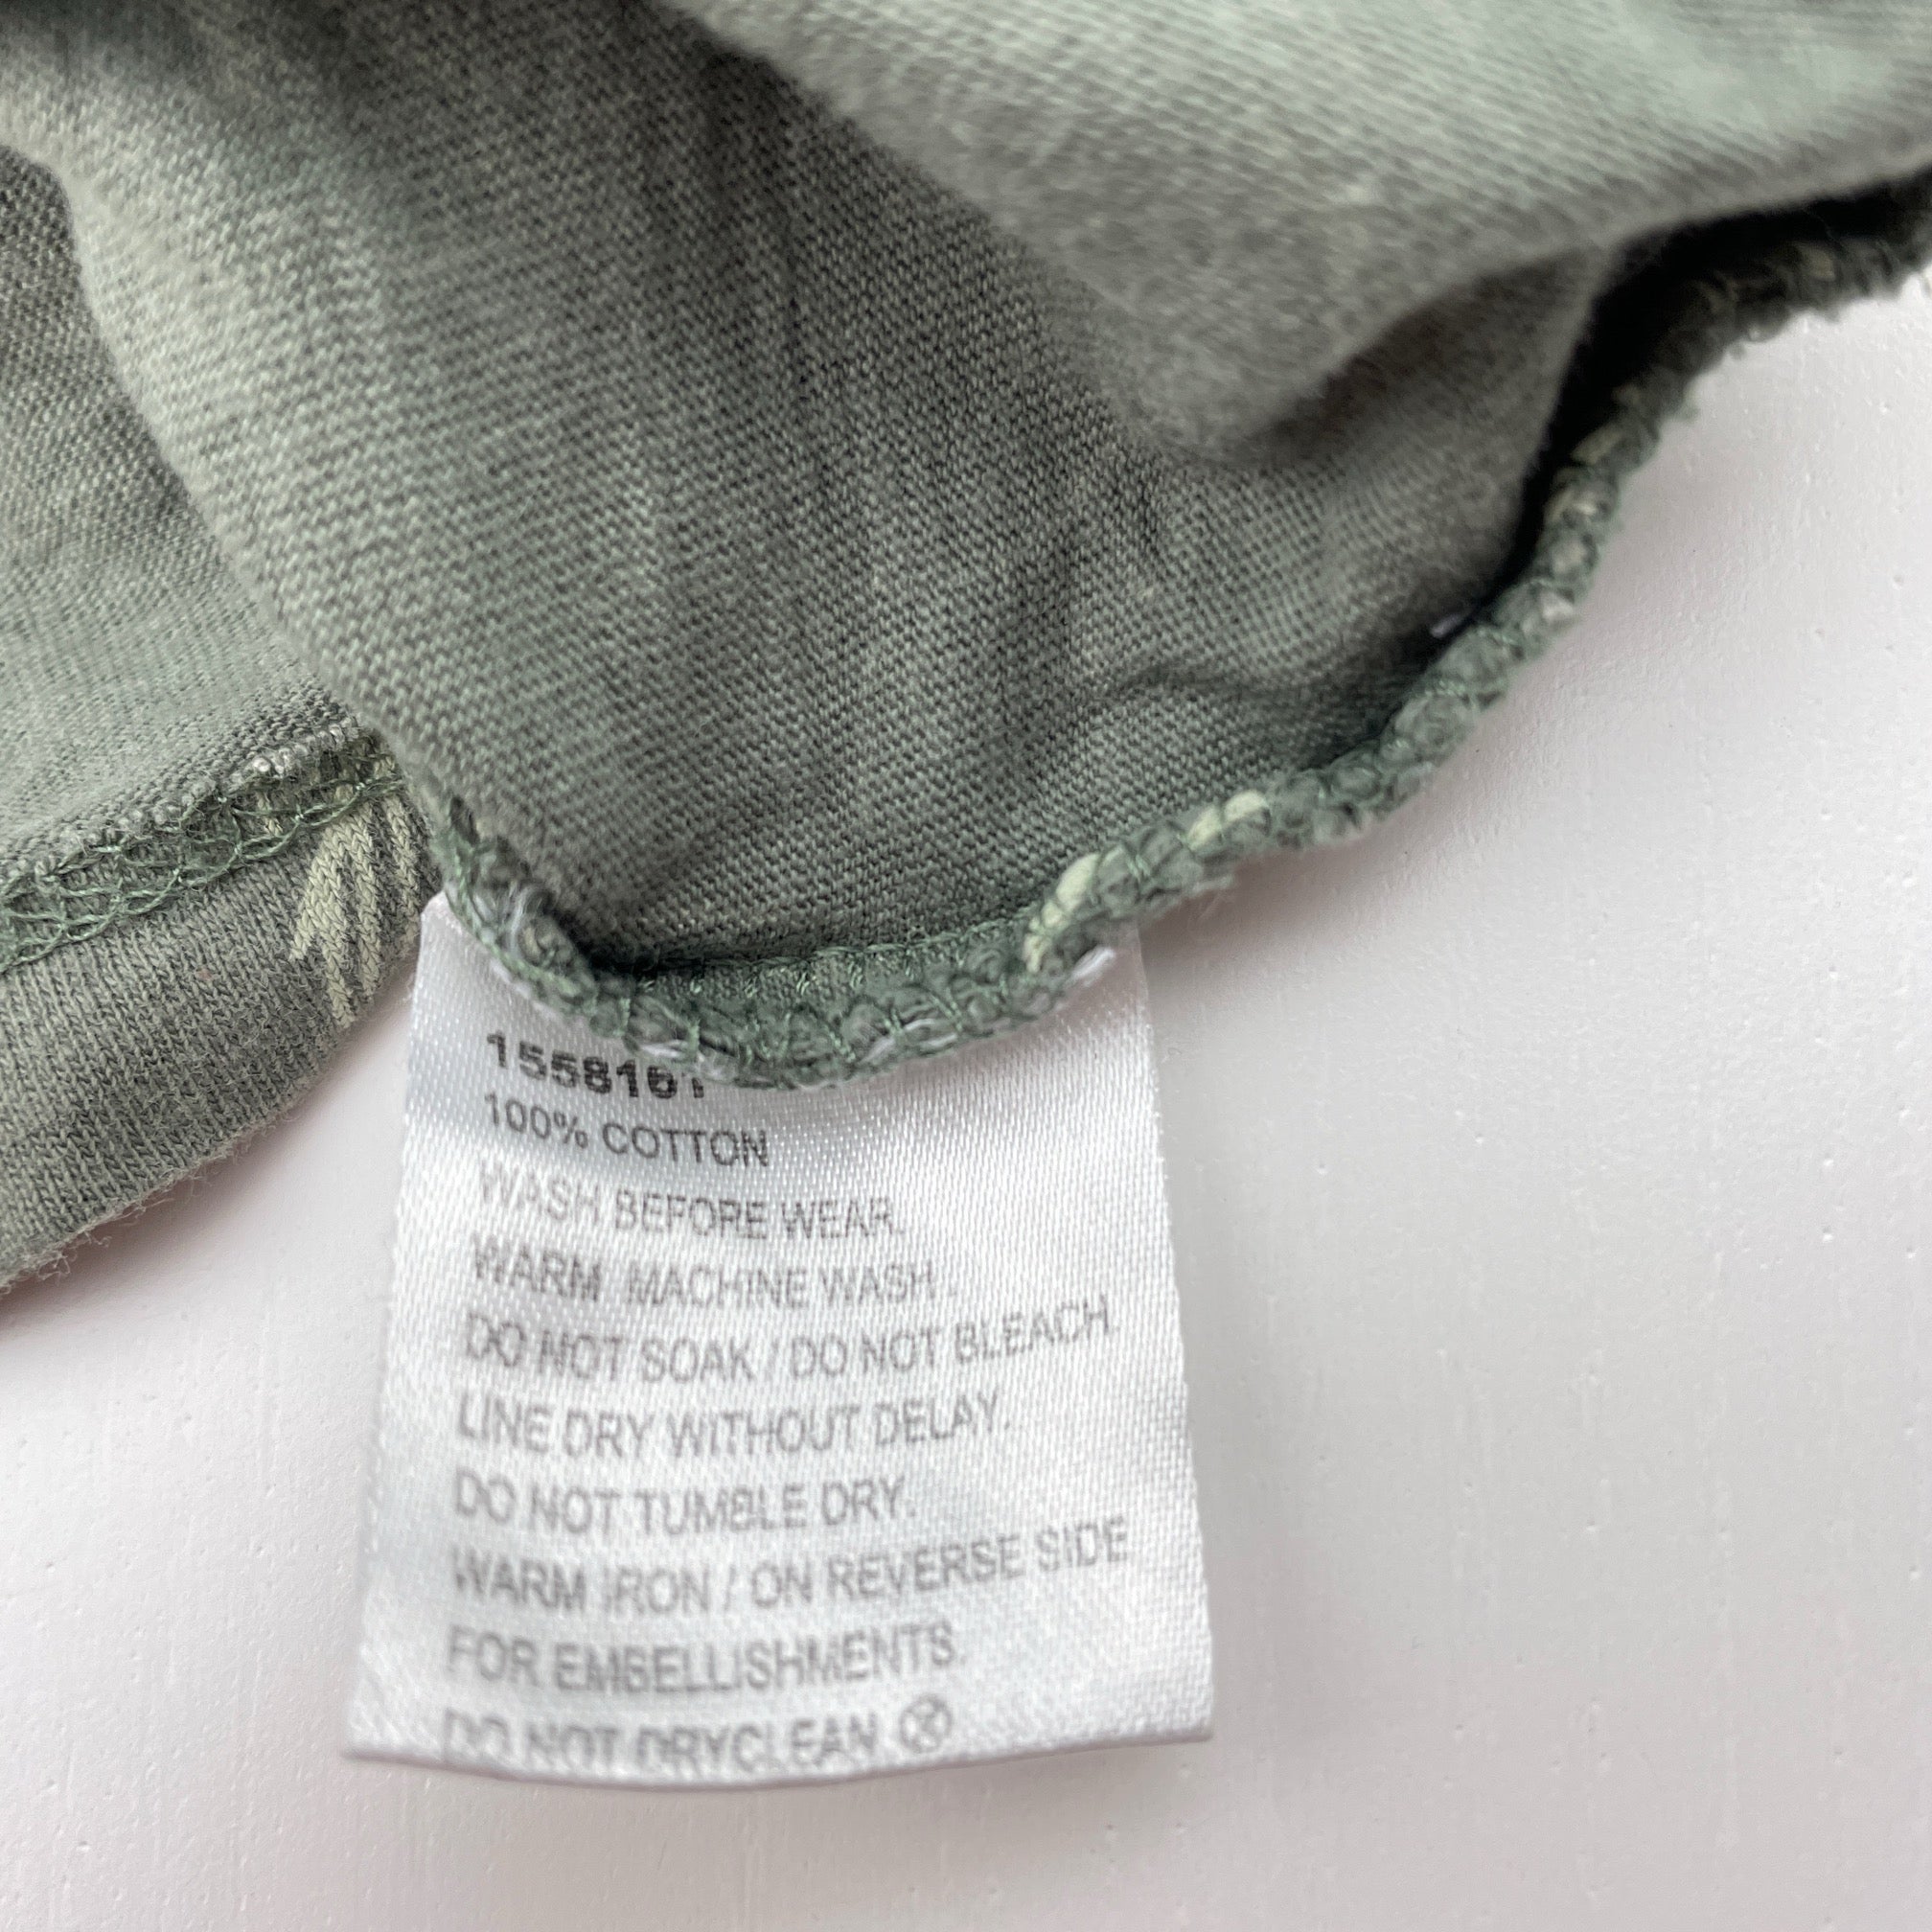 1558161
100% COTTON
WASH BEFORE WEAR.
WARM MACHINE WASH.
DO NOT SOAK / DO NOT BLEACH.
LINE DRY WITHOUT DELAY.
DO NOT TUMBLE DRY.
WARM IRON / ON REVERSE SIDE
FOR EMBELLISHMENTS.
DO NOT DRYCLEAN